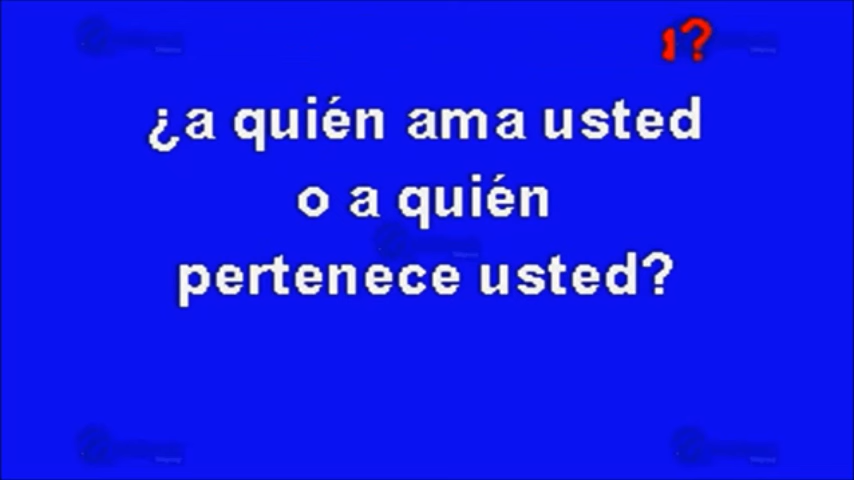 ¿a quién ama usted
o a quién
pertenece usted?